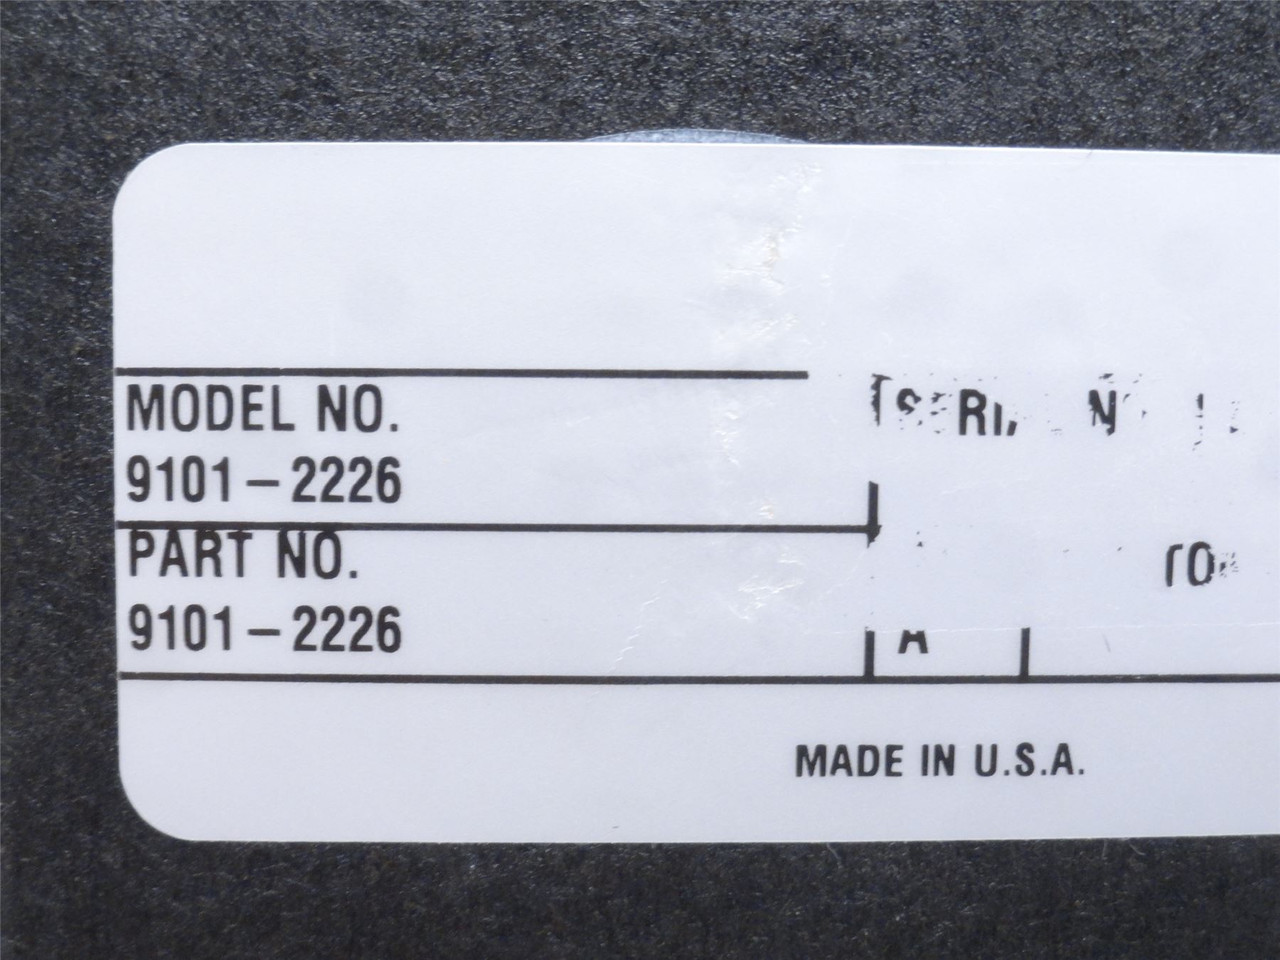 MODEL NO.
9101-2226
PART NO.
9101-2226
A
MADE IN U.S.A.